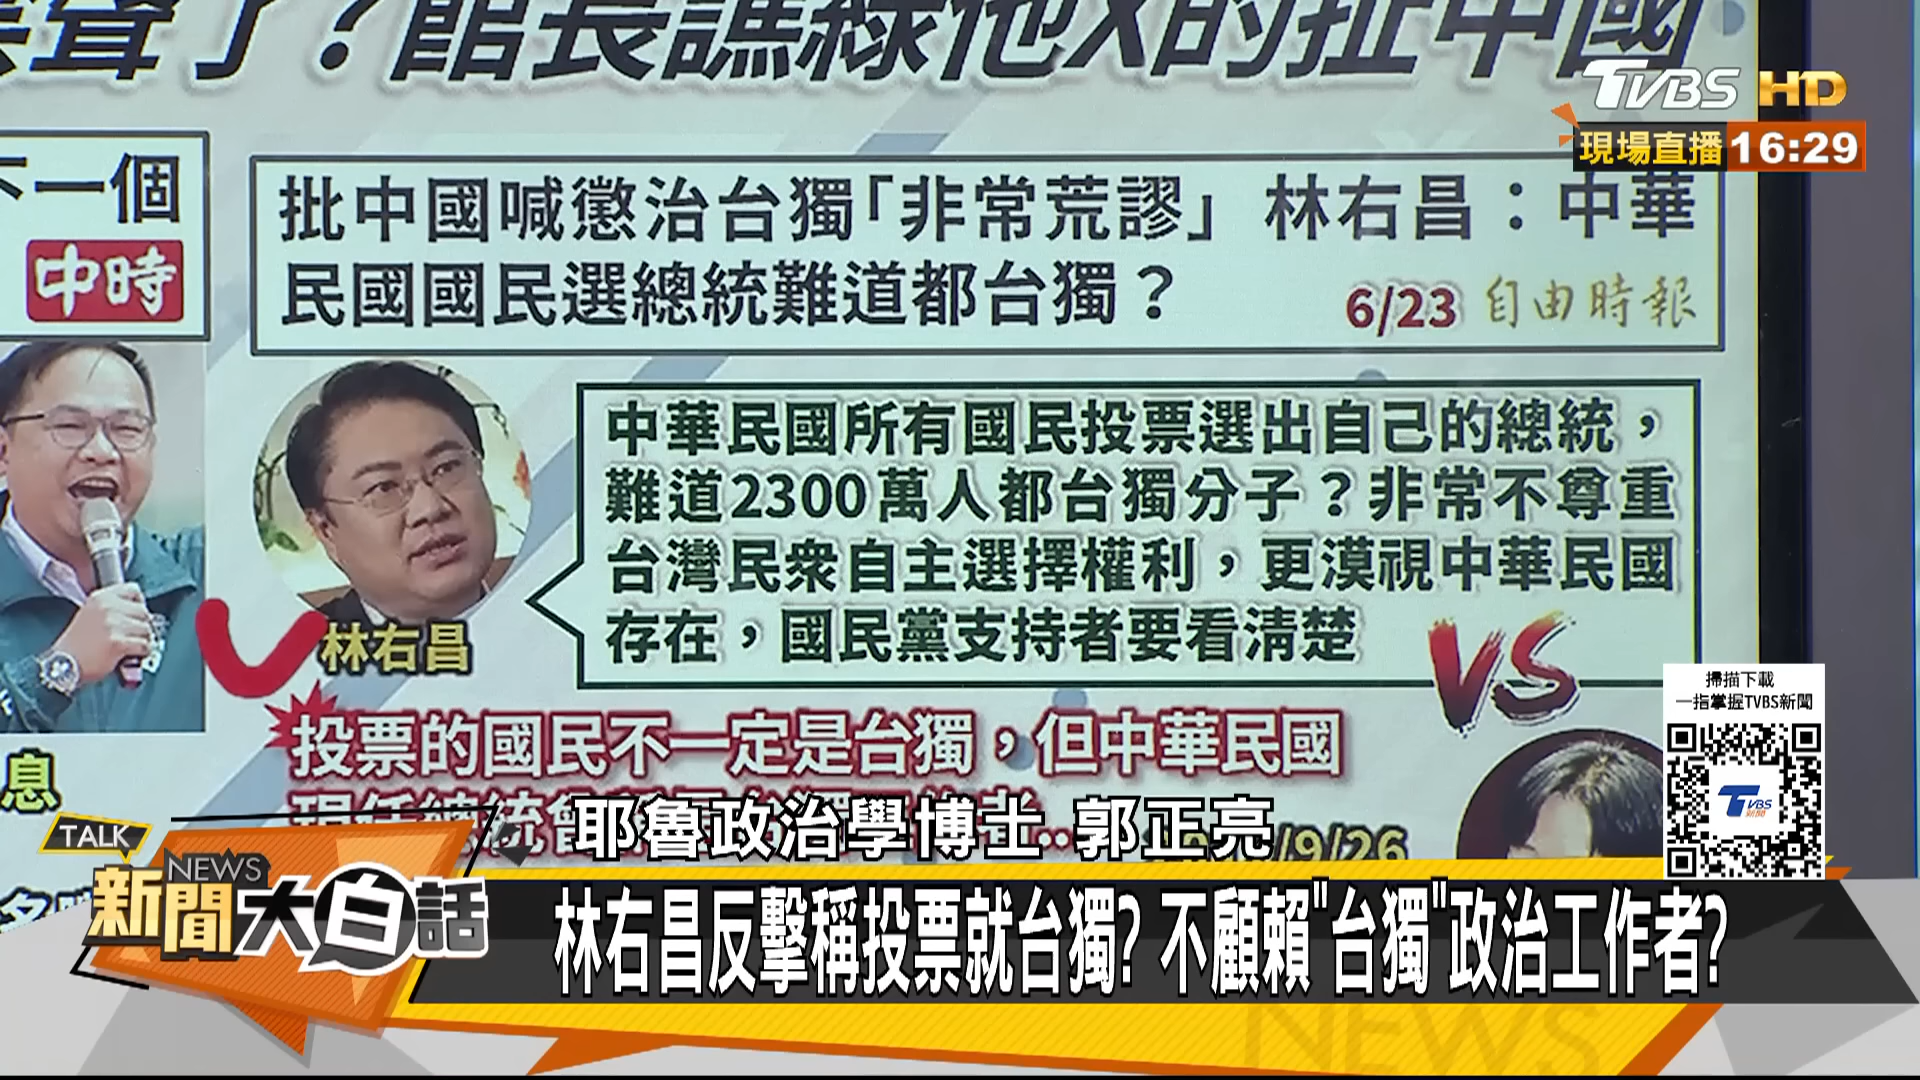 聲了?館長譙綠他X的扯中國
TVBS HD
現場直播 16:29
下一個
中時
批中國喊懲治台獨「非常荒謬」 林右昌：中華
民國國民選總統難道都台獨？
6/23 自由時報
中華民國所有國民投票選出自己的總統，
難道2300萬人都台獨分子？非常不尊重
台灣民衆自主選擇權利，更漠視中華民國
存在，國民黨支持者要看清楚
林右昌
VS
掃描下載
一指掌握TVBS新聞
TVBS
新聞
投票的國民不一定是台獨，但中華民國
息
耶魯政治學博士 郭正亮
/9/26
TALK
NEWS
新聞大白話
林右昌反擊稱投票就台獨? 不顧賴"台獨"政治工作者?
NEWS